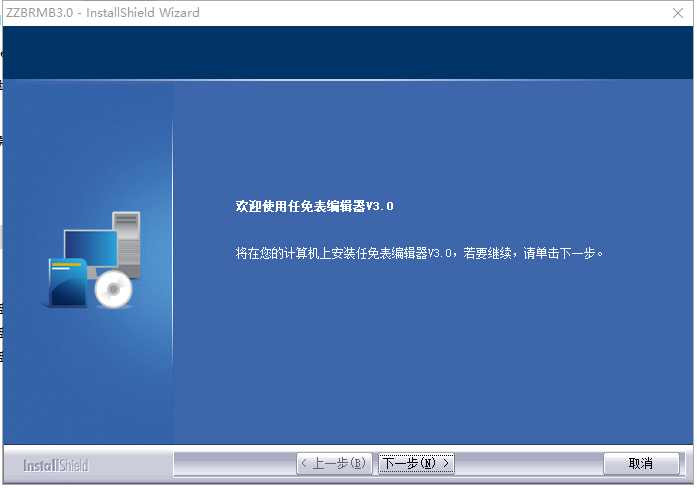 ZZBRMB3.0 - InstallShield Wizard
欢迎使用任免表编辑器V3.0
将在您的计算机上安装任免表编辑器V3.0，若要继续，请单击下一步。
InstallShield
< 上一步(B) 下一步(N) > 取消